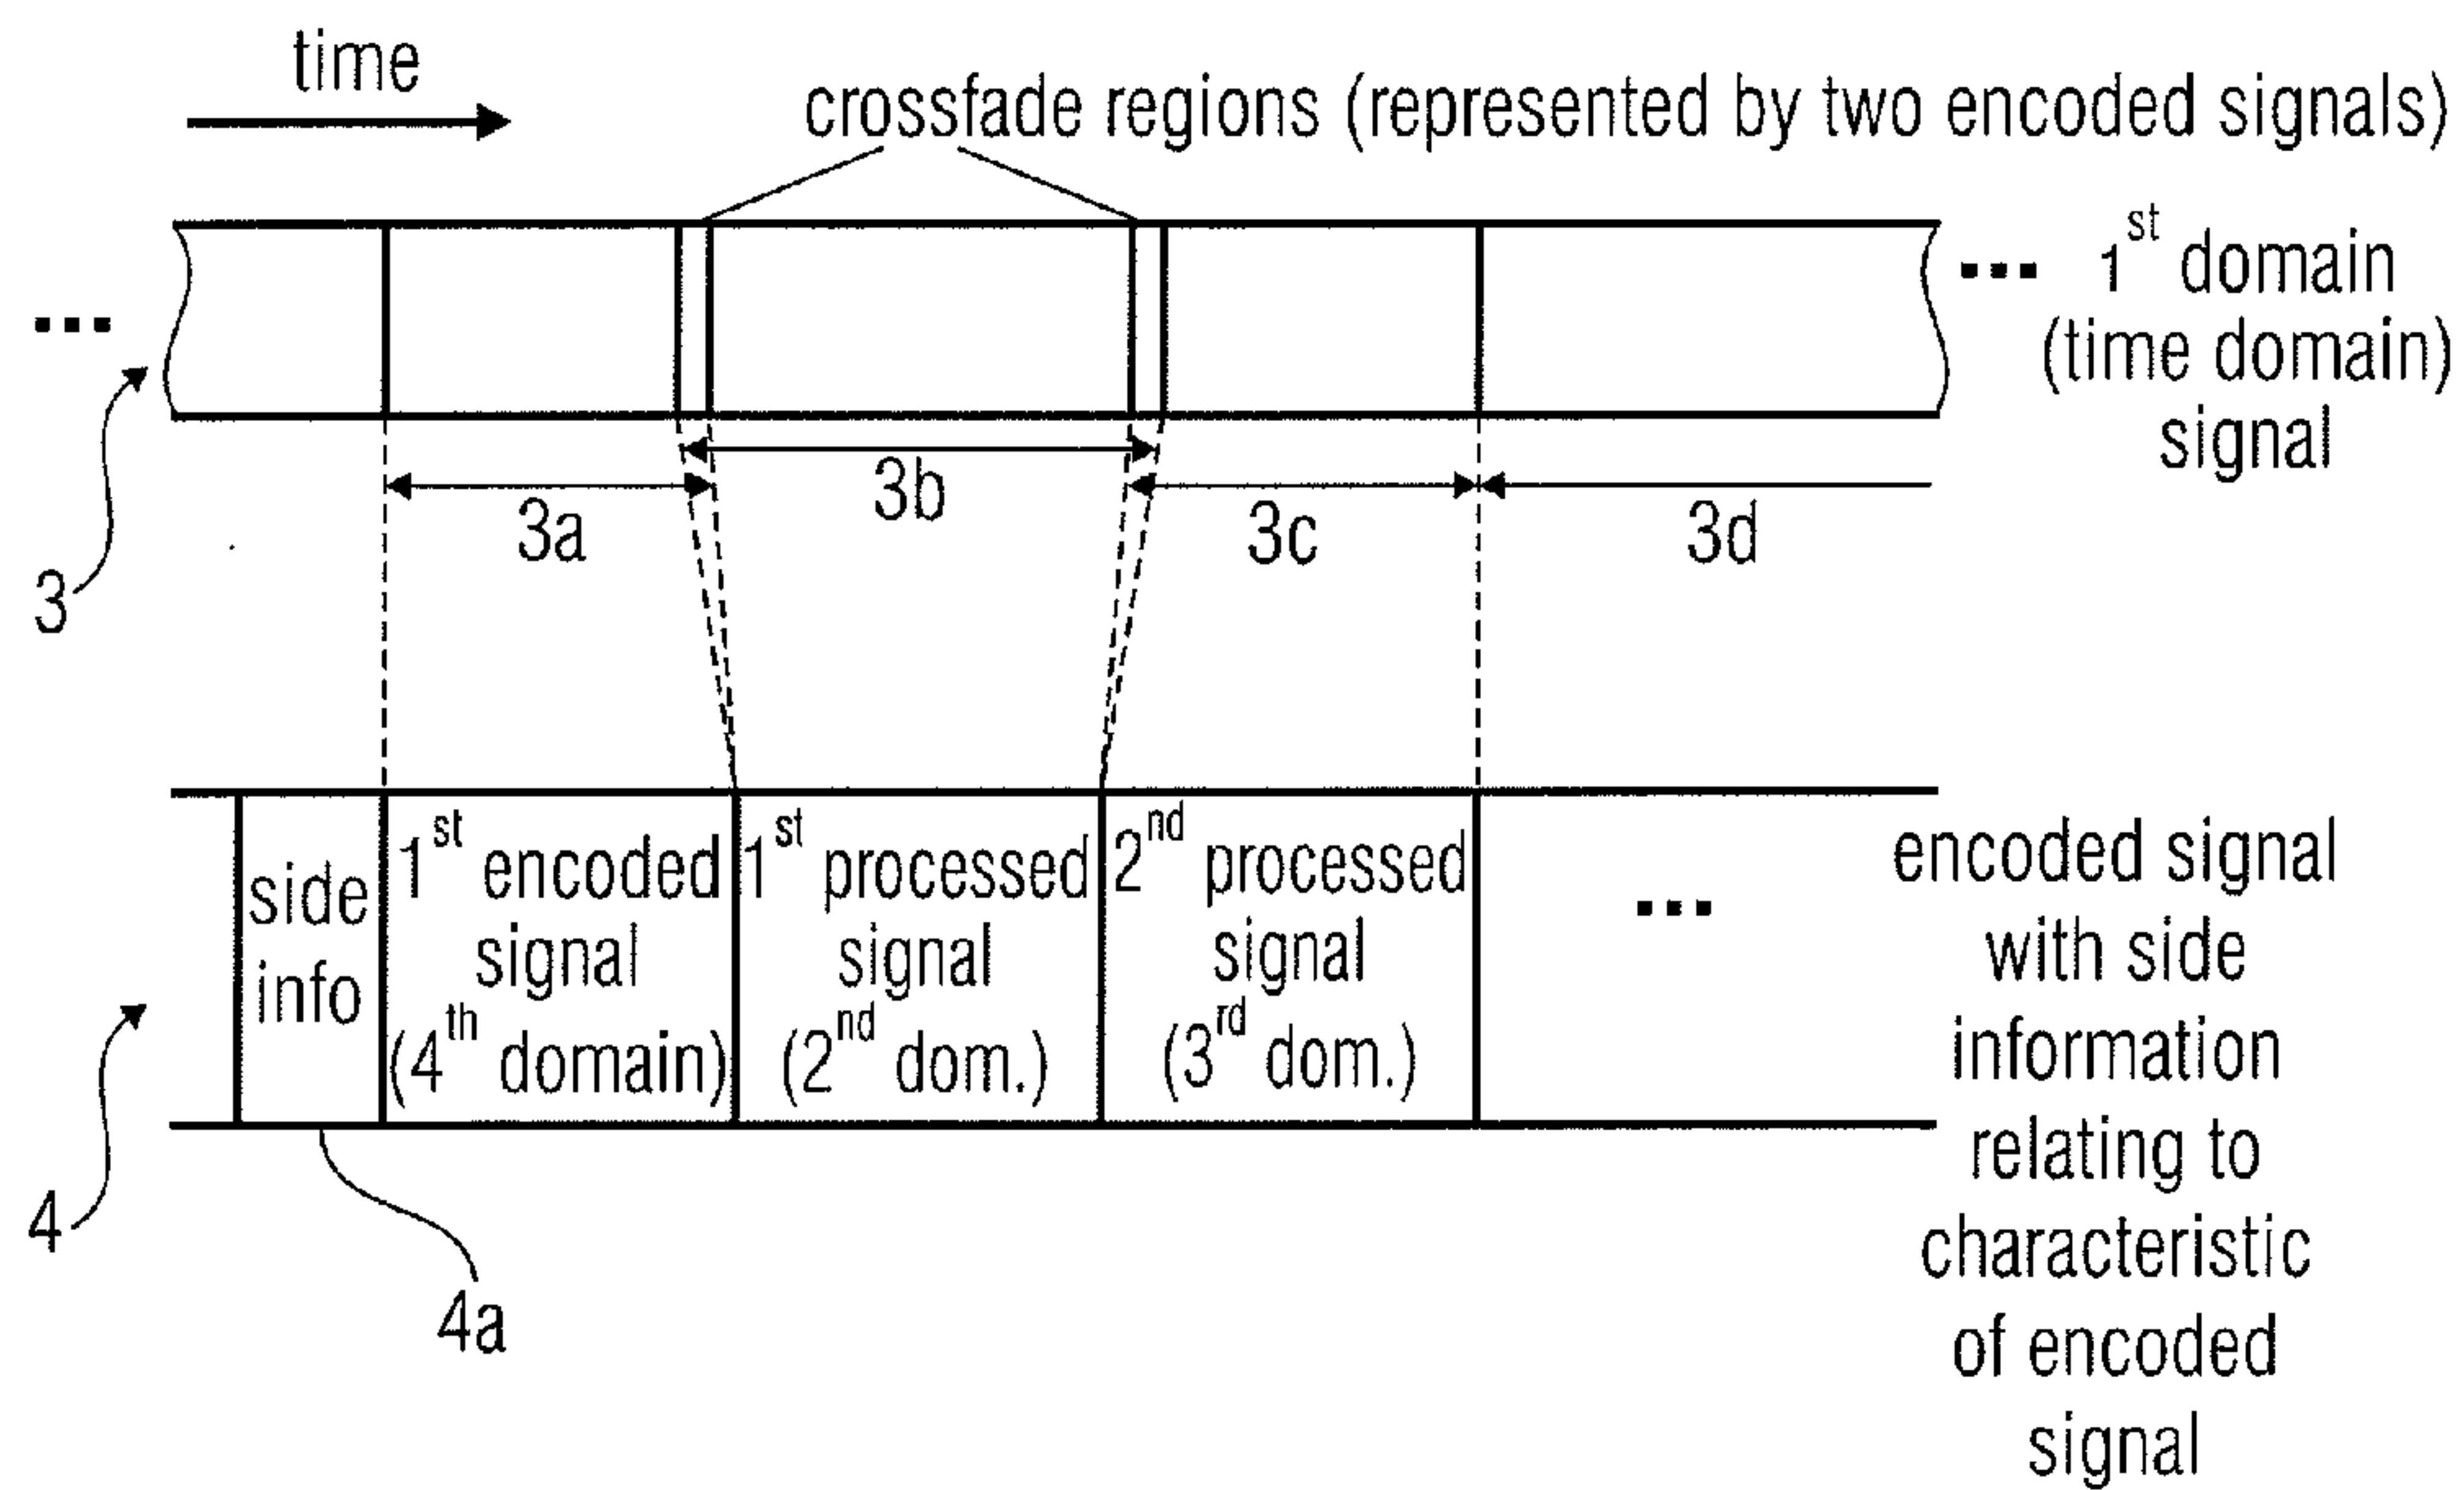 time
crossfade regions (represented by two encoded signals)
... 1st domain
(time domain)
signal
...
3a
3b
3c
3d
3
side
info
1st encoded
signal
(4th domain)
1st processed
signal
(2nd dom.)
2nd processed
signal
(3rd dom.)
...
encoded signal
with side
information
relating to
characteristic
of encoded
signal
4
4a